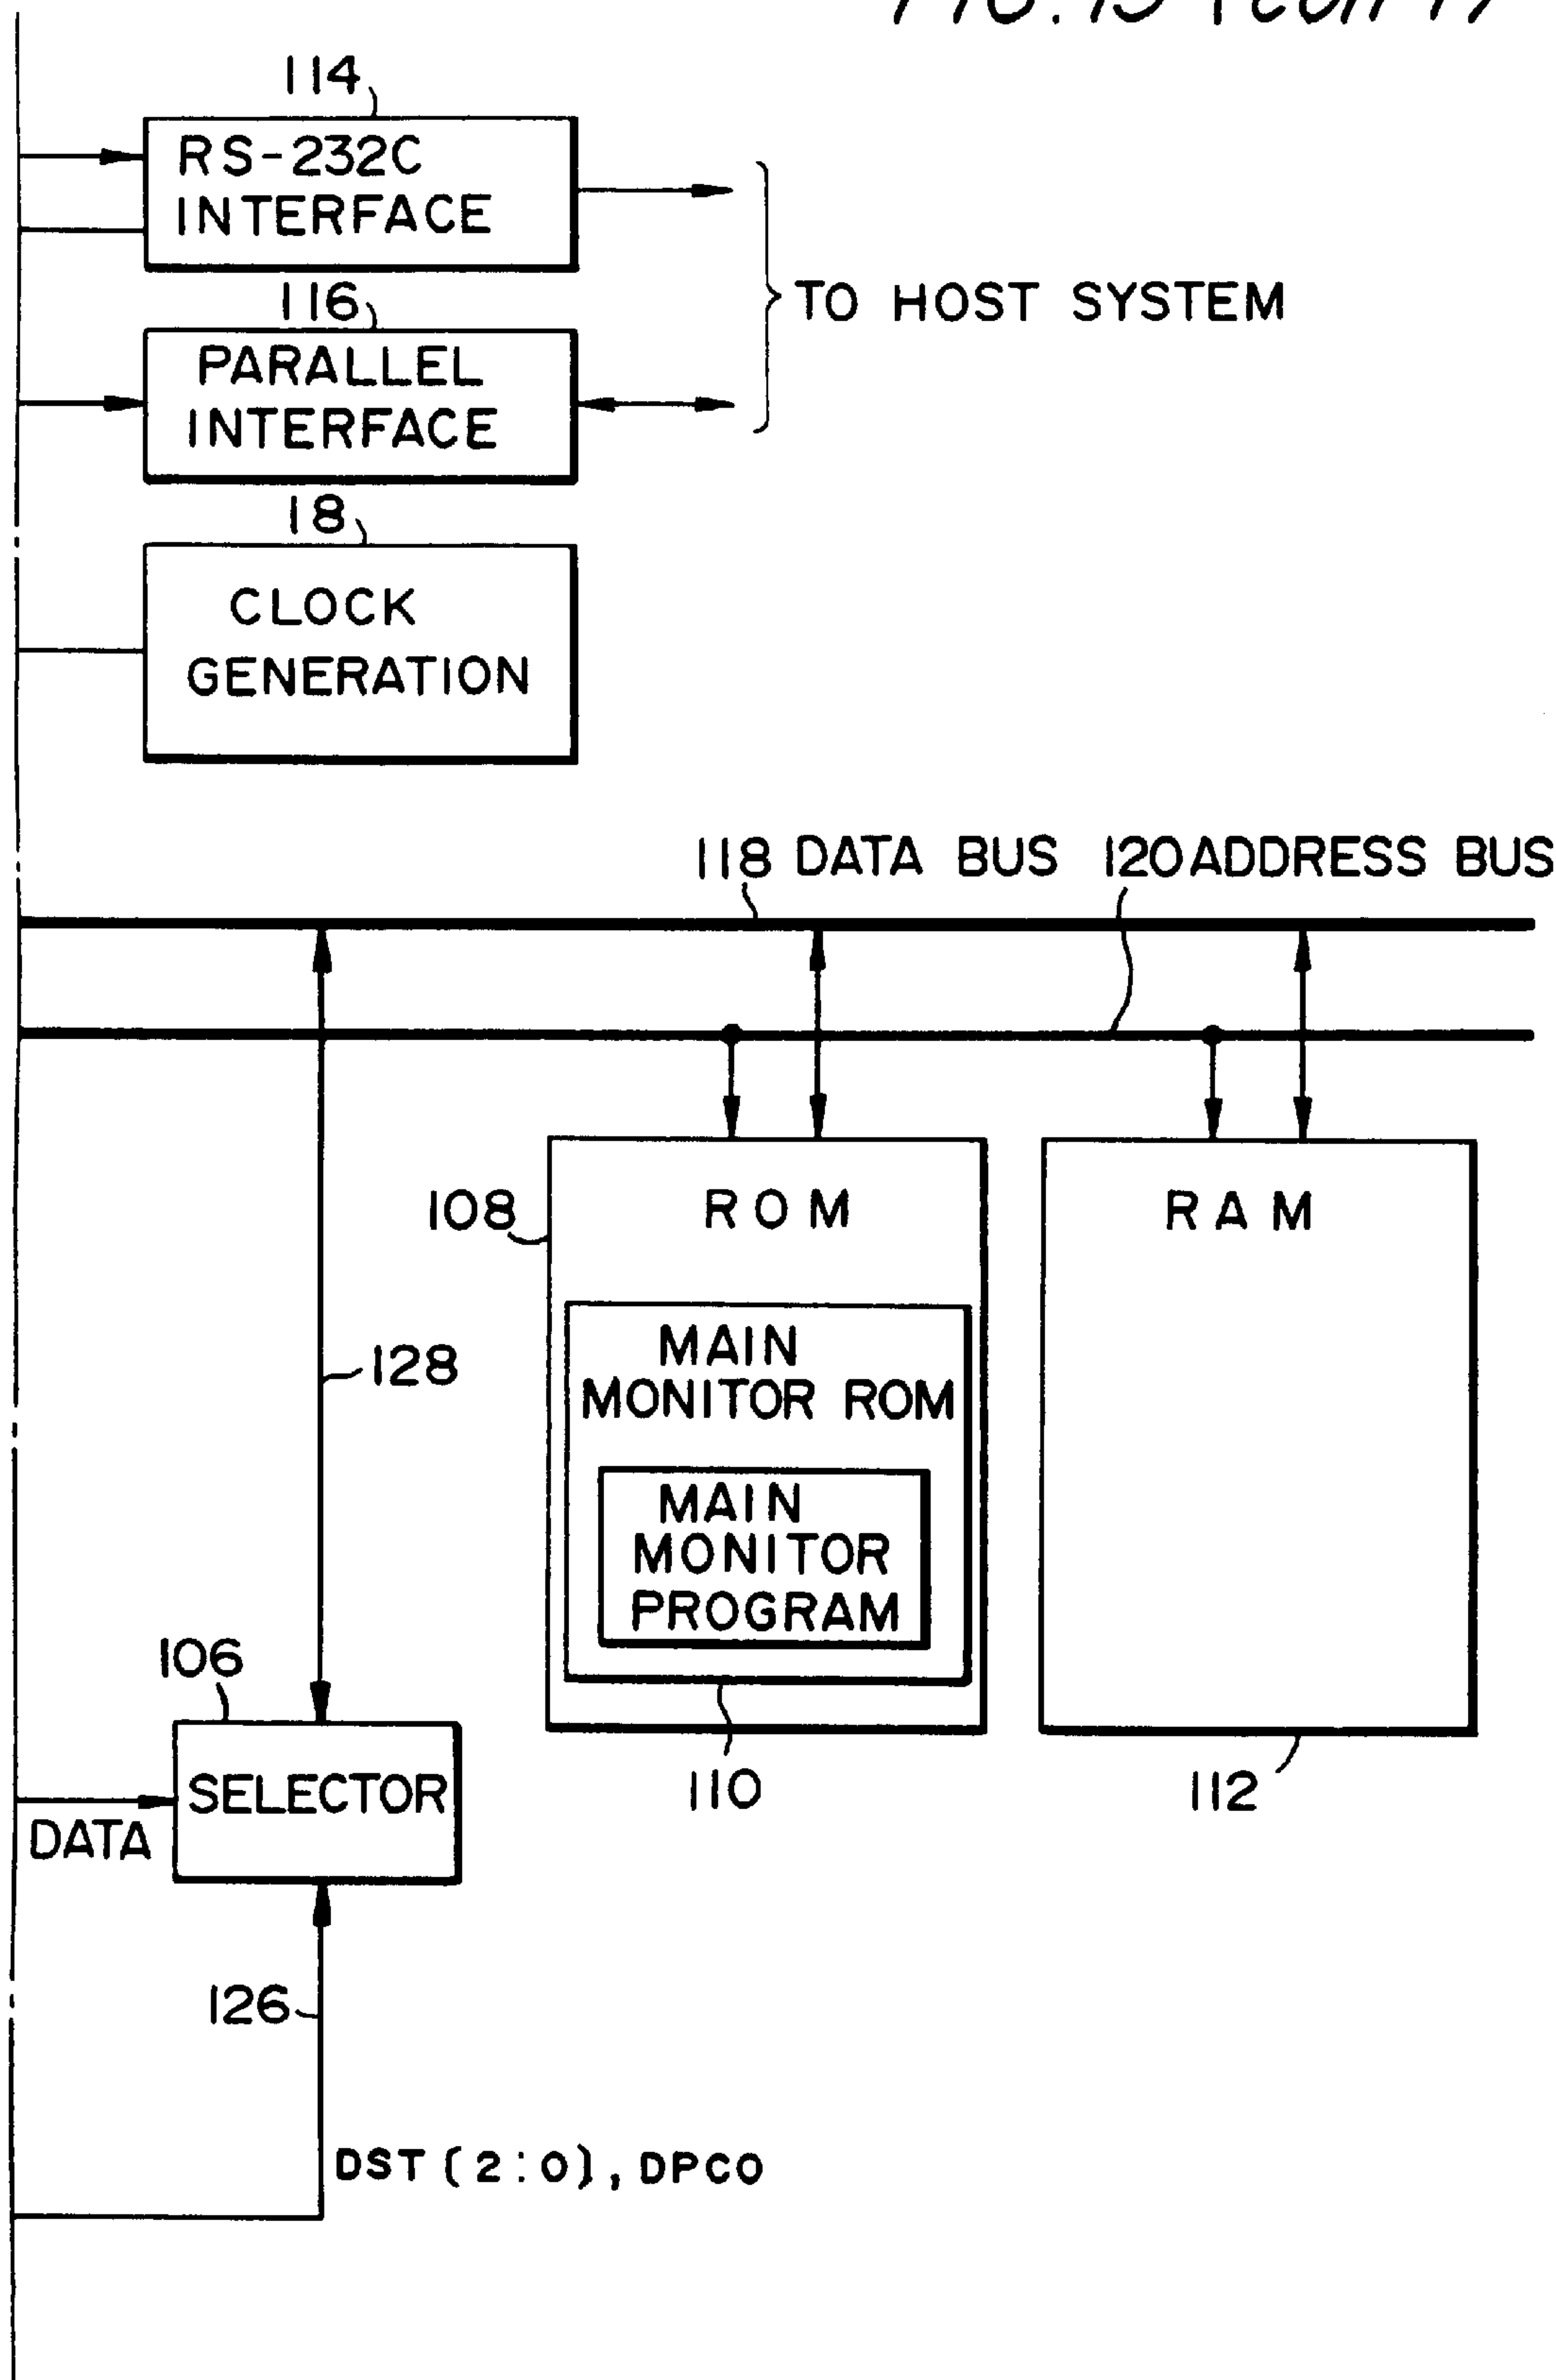 114
RS-232C
INTERFACE
116
PARALLEL
INTERFACE
TO HOST SYSTEM
18
CLOCK
GENERATION
118 DATA BUS 120 ADDRESS BUS
108
ROM
RAM
128
MAIN
MONITOR ROM
MAIN
MONITOR
PROGRAM
106
SELECTOR
110
112
DATA
126
DST (2:0), DPCO